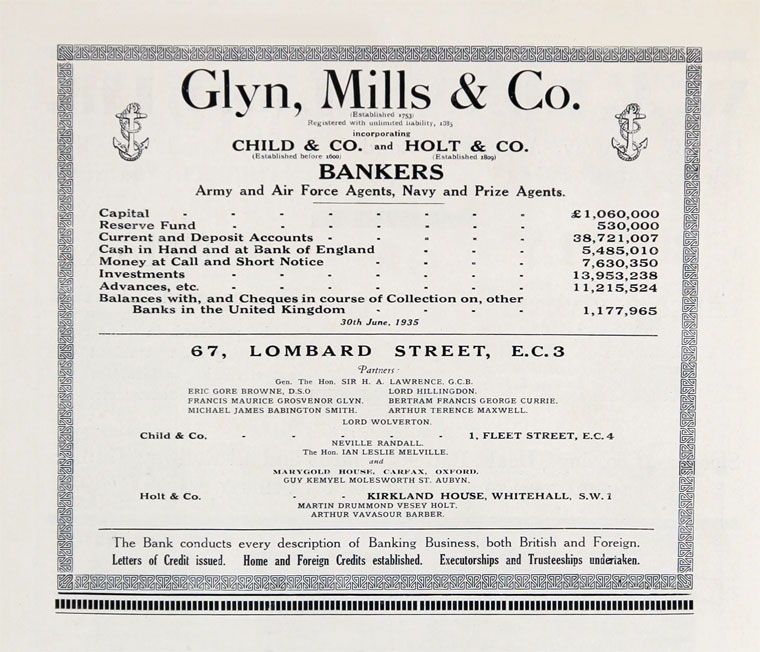 Glyn, Mills & Co.
(Established 1753)
Registered with unlimited liability, 1885
incorporating
CHILD & CO. and HOLT & CO.
(Established before 1600) (Established 1809)
BANKERS
Army and Air Force Agents, Navy and Prize Agents.
Capital - - - - - - - - £1,060,000
Reserve Fund - - - - - - - 530,000
Current and Deposit Accounts - - - - - 38,721,007
Cash in Hand and at Bank of England - - - - 5,485,010
Money at Call and Short Notice - - - - 7,630,350
Investments - - - - - - - 13,953,238
Advances, etc. - - - - - - - 11,215,524
Balances with, and Cheques in course of Collection on, other
Banks in the United Kingdom - - - - 1,177,965
30th June, 1935
67, LOMBARD STREET, E.C.3
Partners:
Gen. The Hon. SIR H. A. LAWRENCE, G.C.B.
ERIC GORE BROWNE, D.S.O LORD HILLINGDON.
FRANCIS MAURICE GROSVENOR GLYN. BERTRAM FRANCIS GEORGE CURRIE.
MICHAEL JAMES BABINGTON SMITH. ARTHUR TERENCE MAXWELL.
LORD WOLVERTON.
Child & Co. - - - - - - 1, FLEET STREET, E.C.4
NEVILLE RANDALL.
The Hon. IAN LESLIE MELVILLE.
and
MARYGOLD HOUSE, CARFAX, OXFORD.
GUY KEMYEL MOLESWORTH ST. AUBYN.
Holt & Co. - - KIRKLAND HOUSE, WHITEHALL, S.W.1
MARTIN DRUMMOND VESEY HOLT.
ARTHUR VAVASOUR BARBER.
The Bank conducts every description of Banking Business, both British and Foreign.
Letters of Credit issued. Home and Foreign Credits established. Executorships and Trusteeships undertaken.